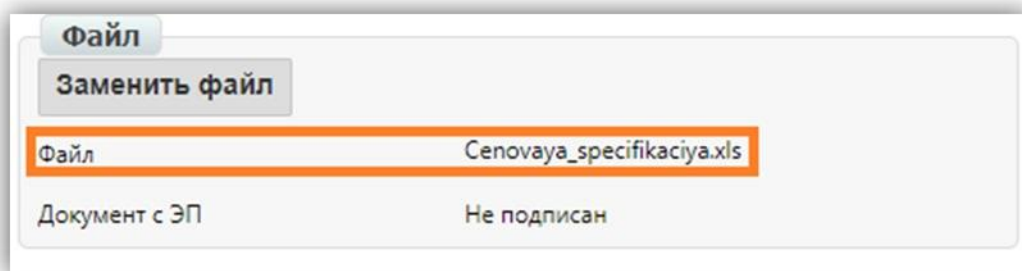 Файл
Заменить файл
Файл Cenovaya_specifikaciya.xls
Документ с ЭП Не подписан